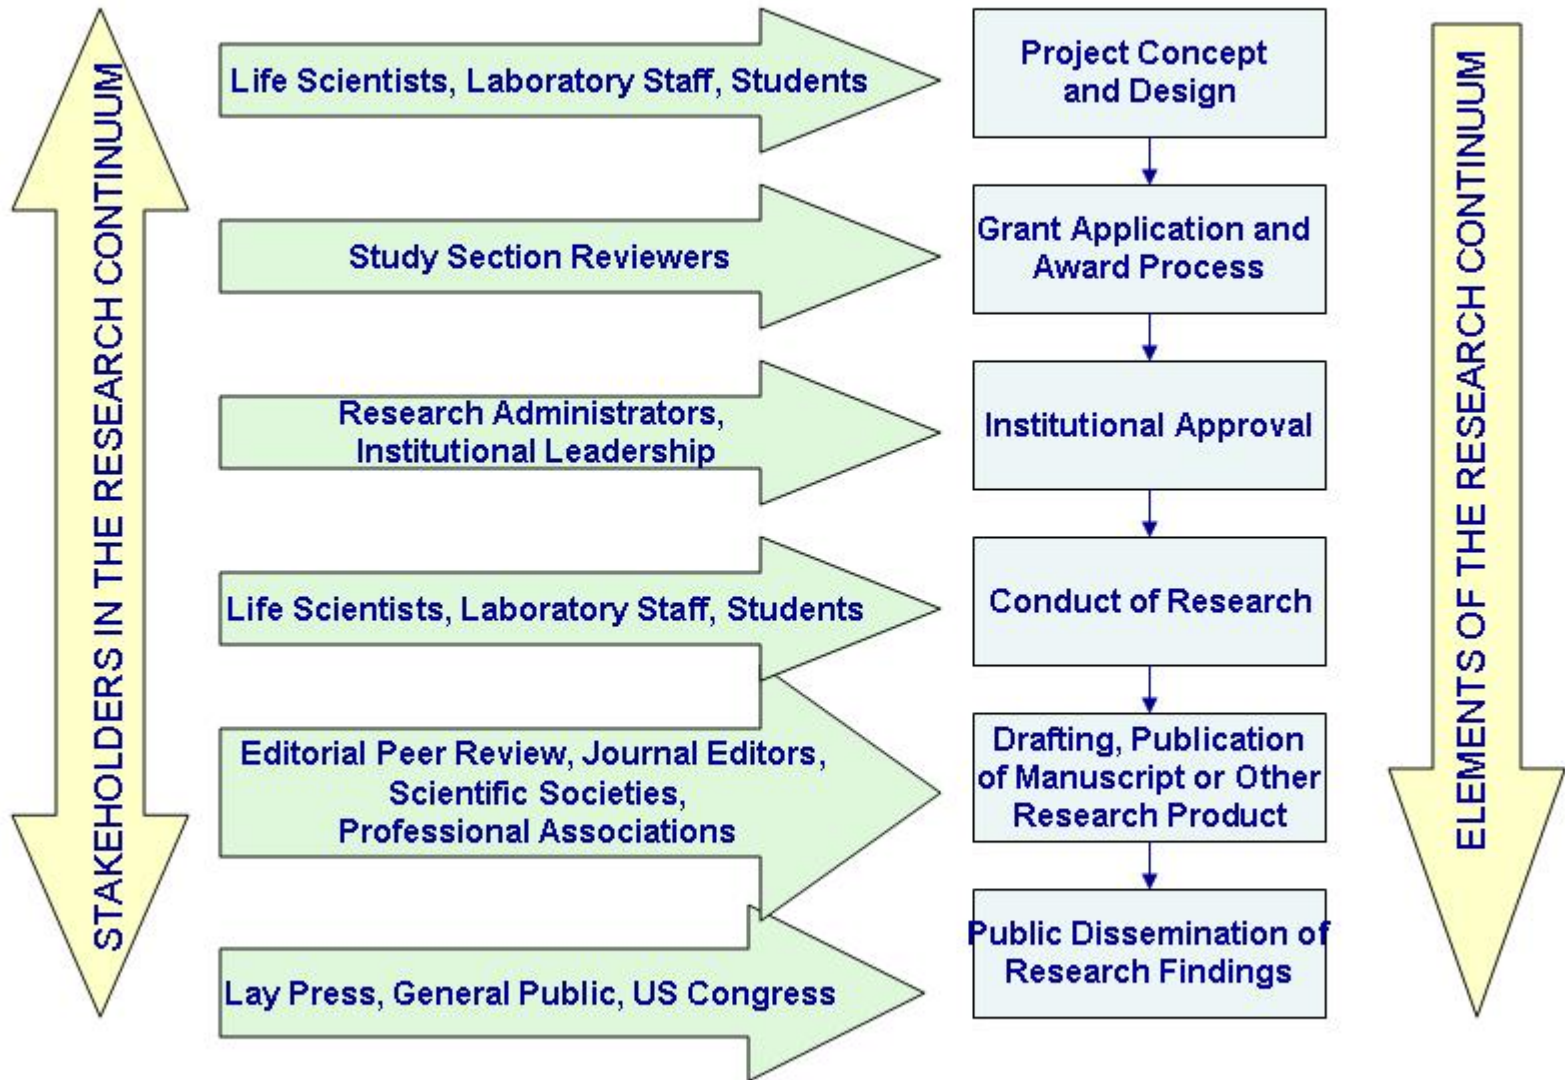 STAKEHOLDERS IN THE RESEARCH CONTINUUM
Life Scientists, Laboratory Staff, Students
Project Concept
and Design
Study Section Reviewers
Grant Application and
Award Process
Research Administrators,
Institutional Leadership
Institutional Approval
Life Scientists, Laboratory Staff, Students
Conduct of Research
Editorial Peer Review, Journal Editors,
Scientific Societies,
Professional Associations
Drafting, Publication
of Manuscript or Other
Research Product
Lay Press, General Public, US Congress
Public Dissemination of
Research Findings
ELEMENTS OF THE RESEARCH CONTINUUM